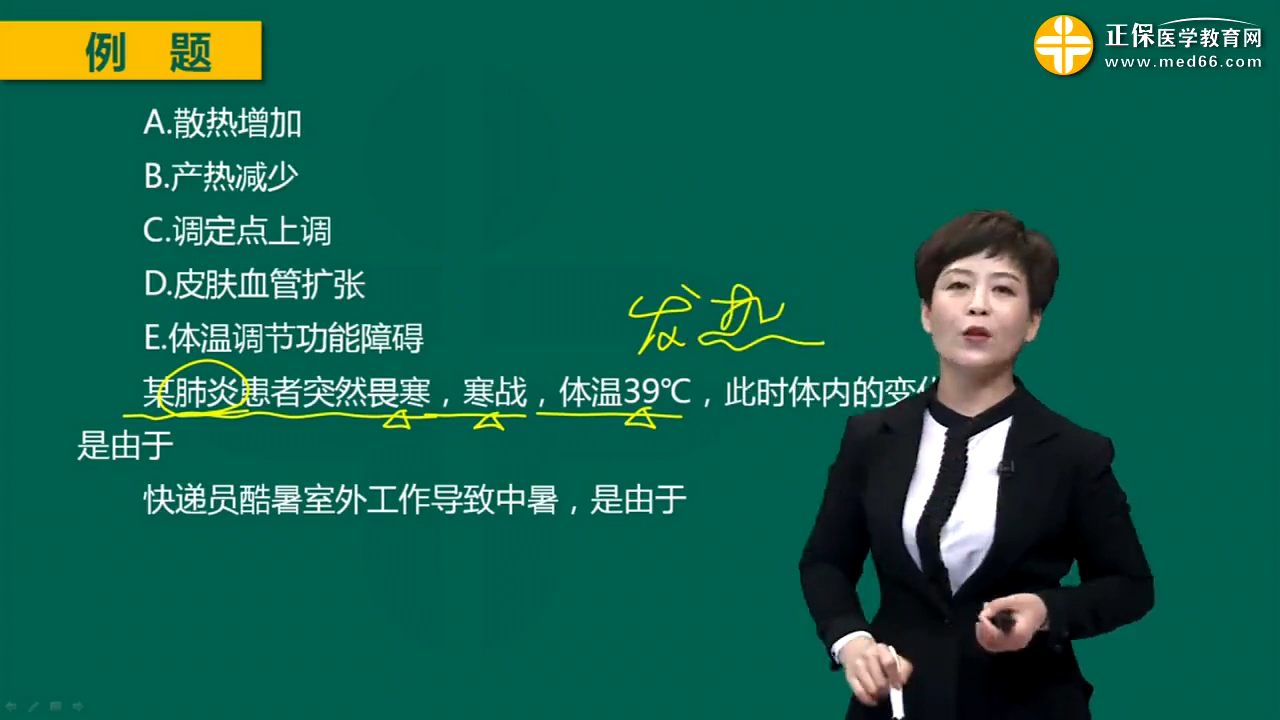 例 题
正保医学教育网
www.med66.com
A.散热增加
B.产热减少
C.调定点上调
D.皮肤血管扩张
E.体温调节功能障碍
发热
某肺炎患者突然畏寒，寒战，体温39℃，此时体内的变
是由于
快递员酷暑室外工作导致中暑，是由于